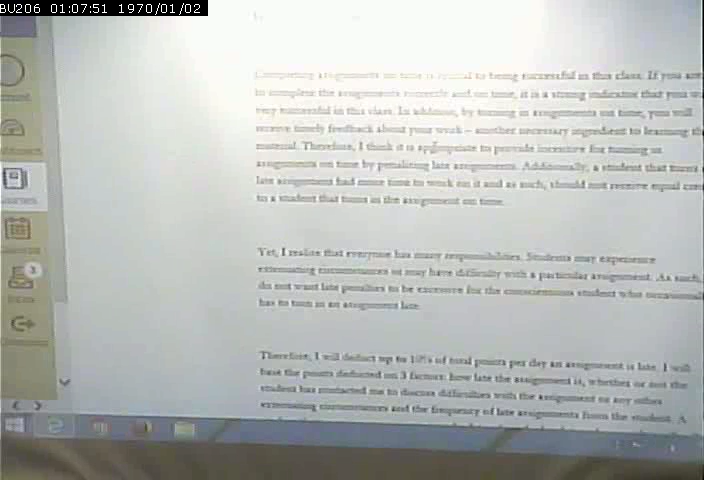 BU206 01:07:51 1970/01/02
Completing assignments on time is crucial to being successful in this class. If you are
to complete the assignments correctly and on time, it is a strong indicator that you
very successful in this class. In addition, by turning in assignments on time, you will
receive timely feedback about your work – another necessary ingredient to learning
material. Therefore, I think it is appropriate to provide incentive for turning in
assignments on time by penalizing late assignments. Additionally, a student that turns
late assignment had more time to work on it and as such, should not receive equal
to a student that turns in the assignment on time.
Yet, I realize that everyone has many responsibilities. Students may experience
extenuating circumstances or may have difficulty with a particular assignment. As such,
do not want late penalties to be excessive for the conscientious student who
has to turn in an assignment late.
Therefore, I will deduct up to 10% of total points per day an assignment is late. I will
base the points deducted on 3 factors: how late the assignment is, whether or not the
student has contacted me to discuss difficulties with the assignment or any other
extenuating circumstances and the frequency of late assignments from the student. A
3